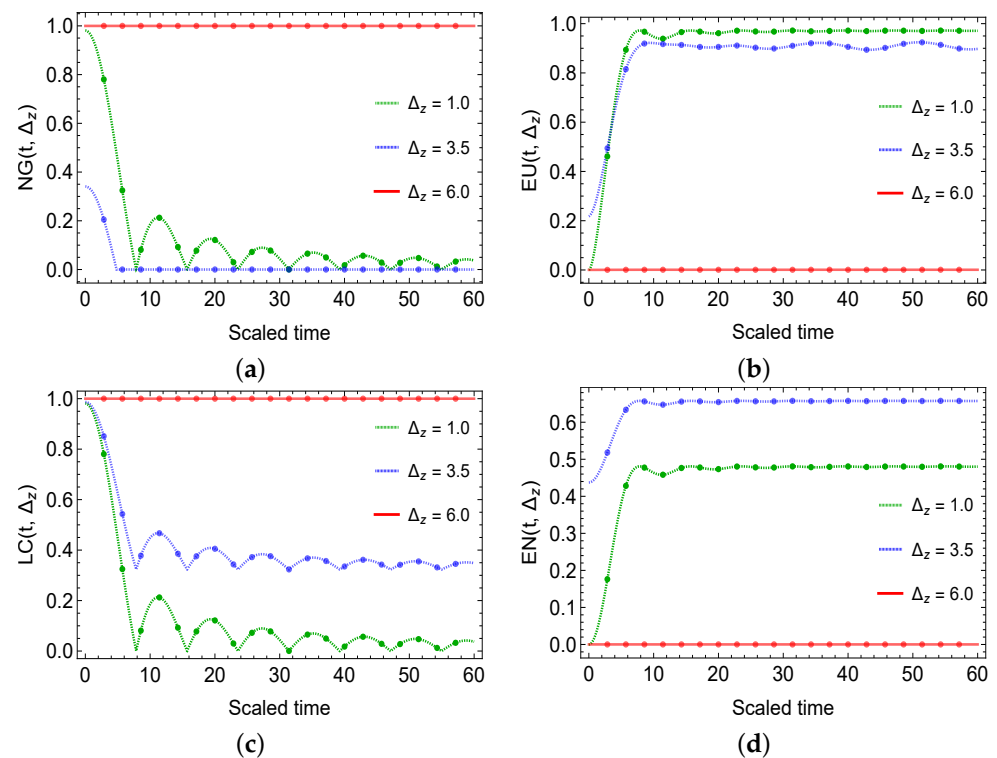 NG(t, Δz)
1.0
0.8
0.6
0.4
0.2
0.0
Δz = 1.0
Δz = 3.5
Δz = 6.0
0 10 20 30 40 50 60
Scaled time
(a)
EU(t, Δz)
1.0
0.8
0.6
0.4
0.2
0.0
Δz = 1.0
Δz = 3.5
Δz = 6.0
0 10 20 30 40 50 60
Scaled time
(b)
LC(t, Δz)
1.0
0.8
0.6
0.4
0.2
0.0
Δz = 1.0
Δz = 3.5
Δz = 6.0
0 10 20 30 40 50 60
Scaled time
(c)
EN(t, Δz)
0.6
0.5
0.4
0.3
0.2
0.1
0.0
Δz = 1.0
Δz = 3.5
Δz = 6.0
0 10 20 30 40 50 60
Scaled time
(d)